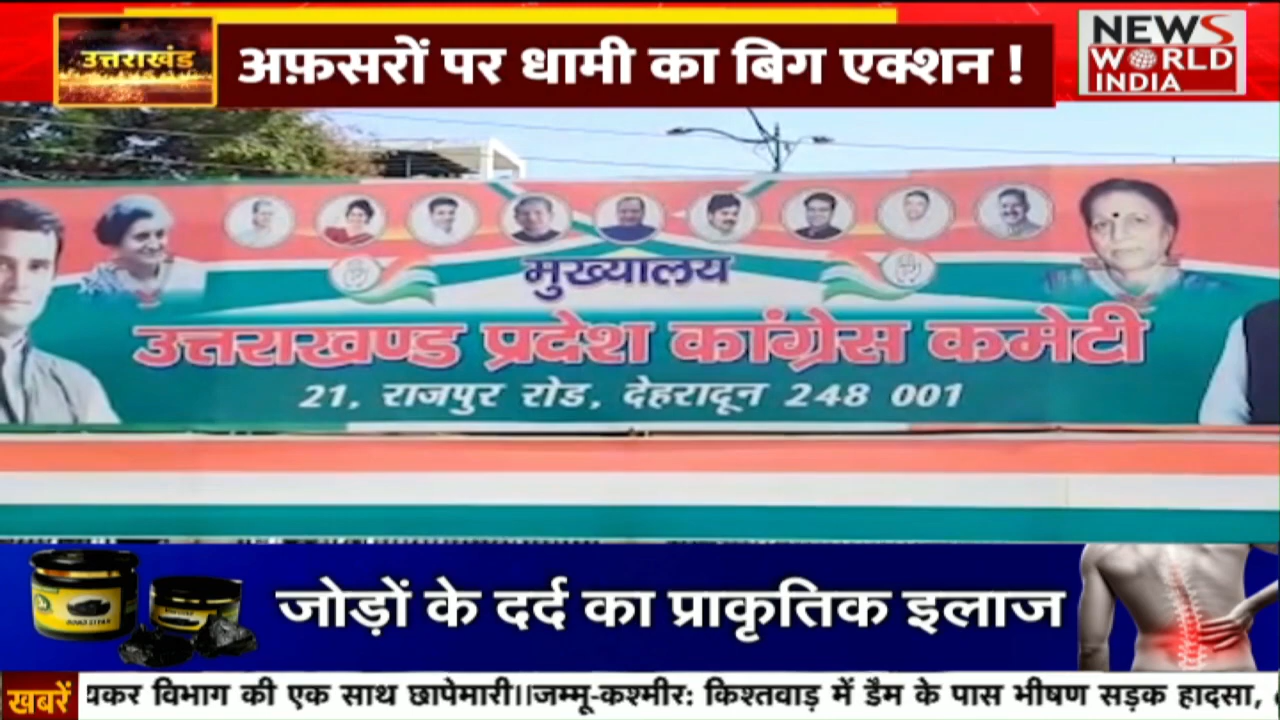 उत्तराखंड
अफ़सरों पर धामी का बिग एक्शन !
NEWS
WORLD
INDIA
मुख्यालय
उत्तराखण्ड प्रदेश कांग्रेस कमेटी
21, राजपुर रोड, देहरादून 248 001
जोड़ों के दर्द का प्राकृतिक इलाज
खबरें
यकर विभाग की एक साथ छापेमारी।।जम्मू-कश्मीर: किश्तवाड़ में डैम के पास भीषण सड़क हादसा,